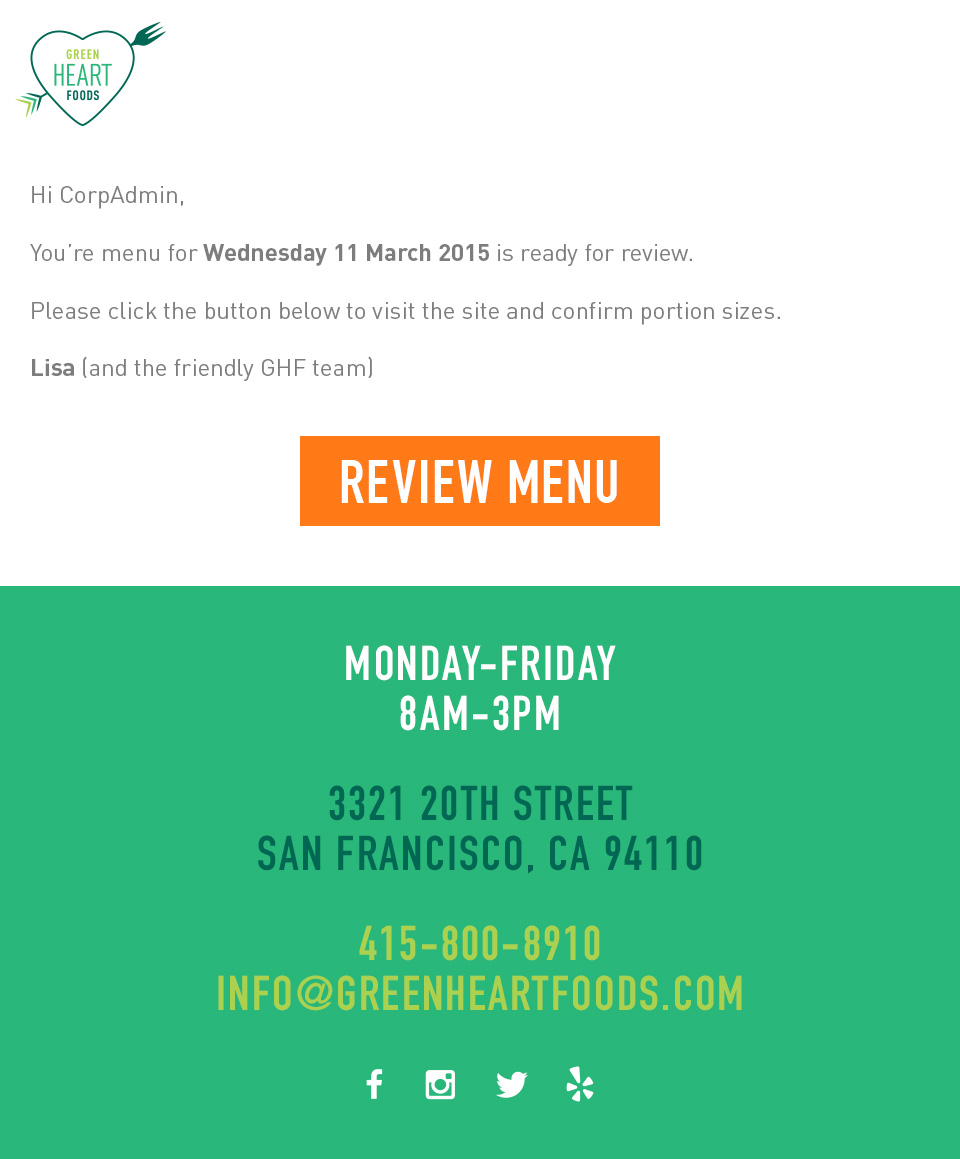 GREEN
HEART
FOODS
Hi CorpAdmin,
You're menu for Wednesday 11 March 2015 is ready for review.
Please click the button below to visit the site and confirm portion sizes.
Lisa (and the friendly GHF team)
REVIEW MENU
MONDAY-FRIDAY
8AM-3PM
3321 20TH STREET
SAN FRANCISCO, CA 94110
415-800-8910
INFO@GREENHEARTFOODS.COM